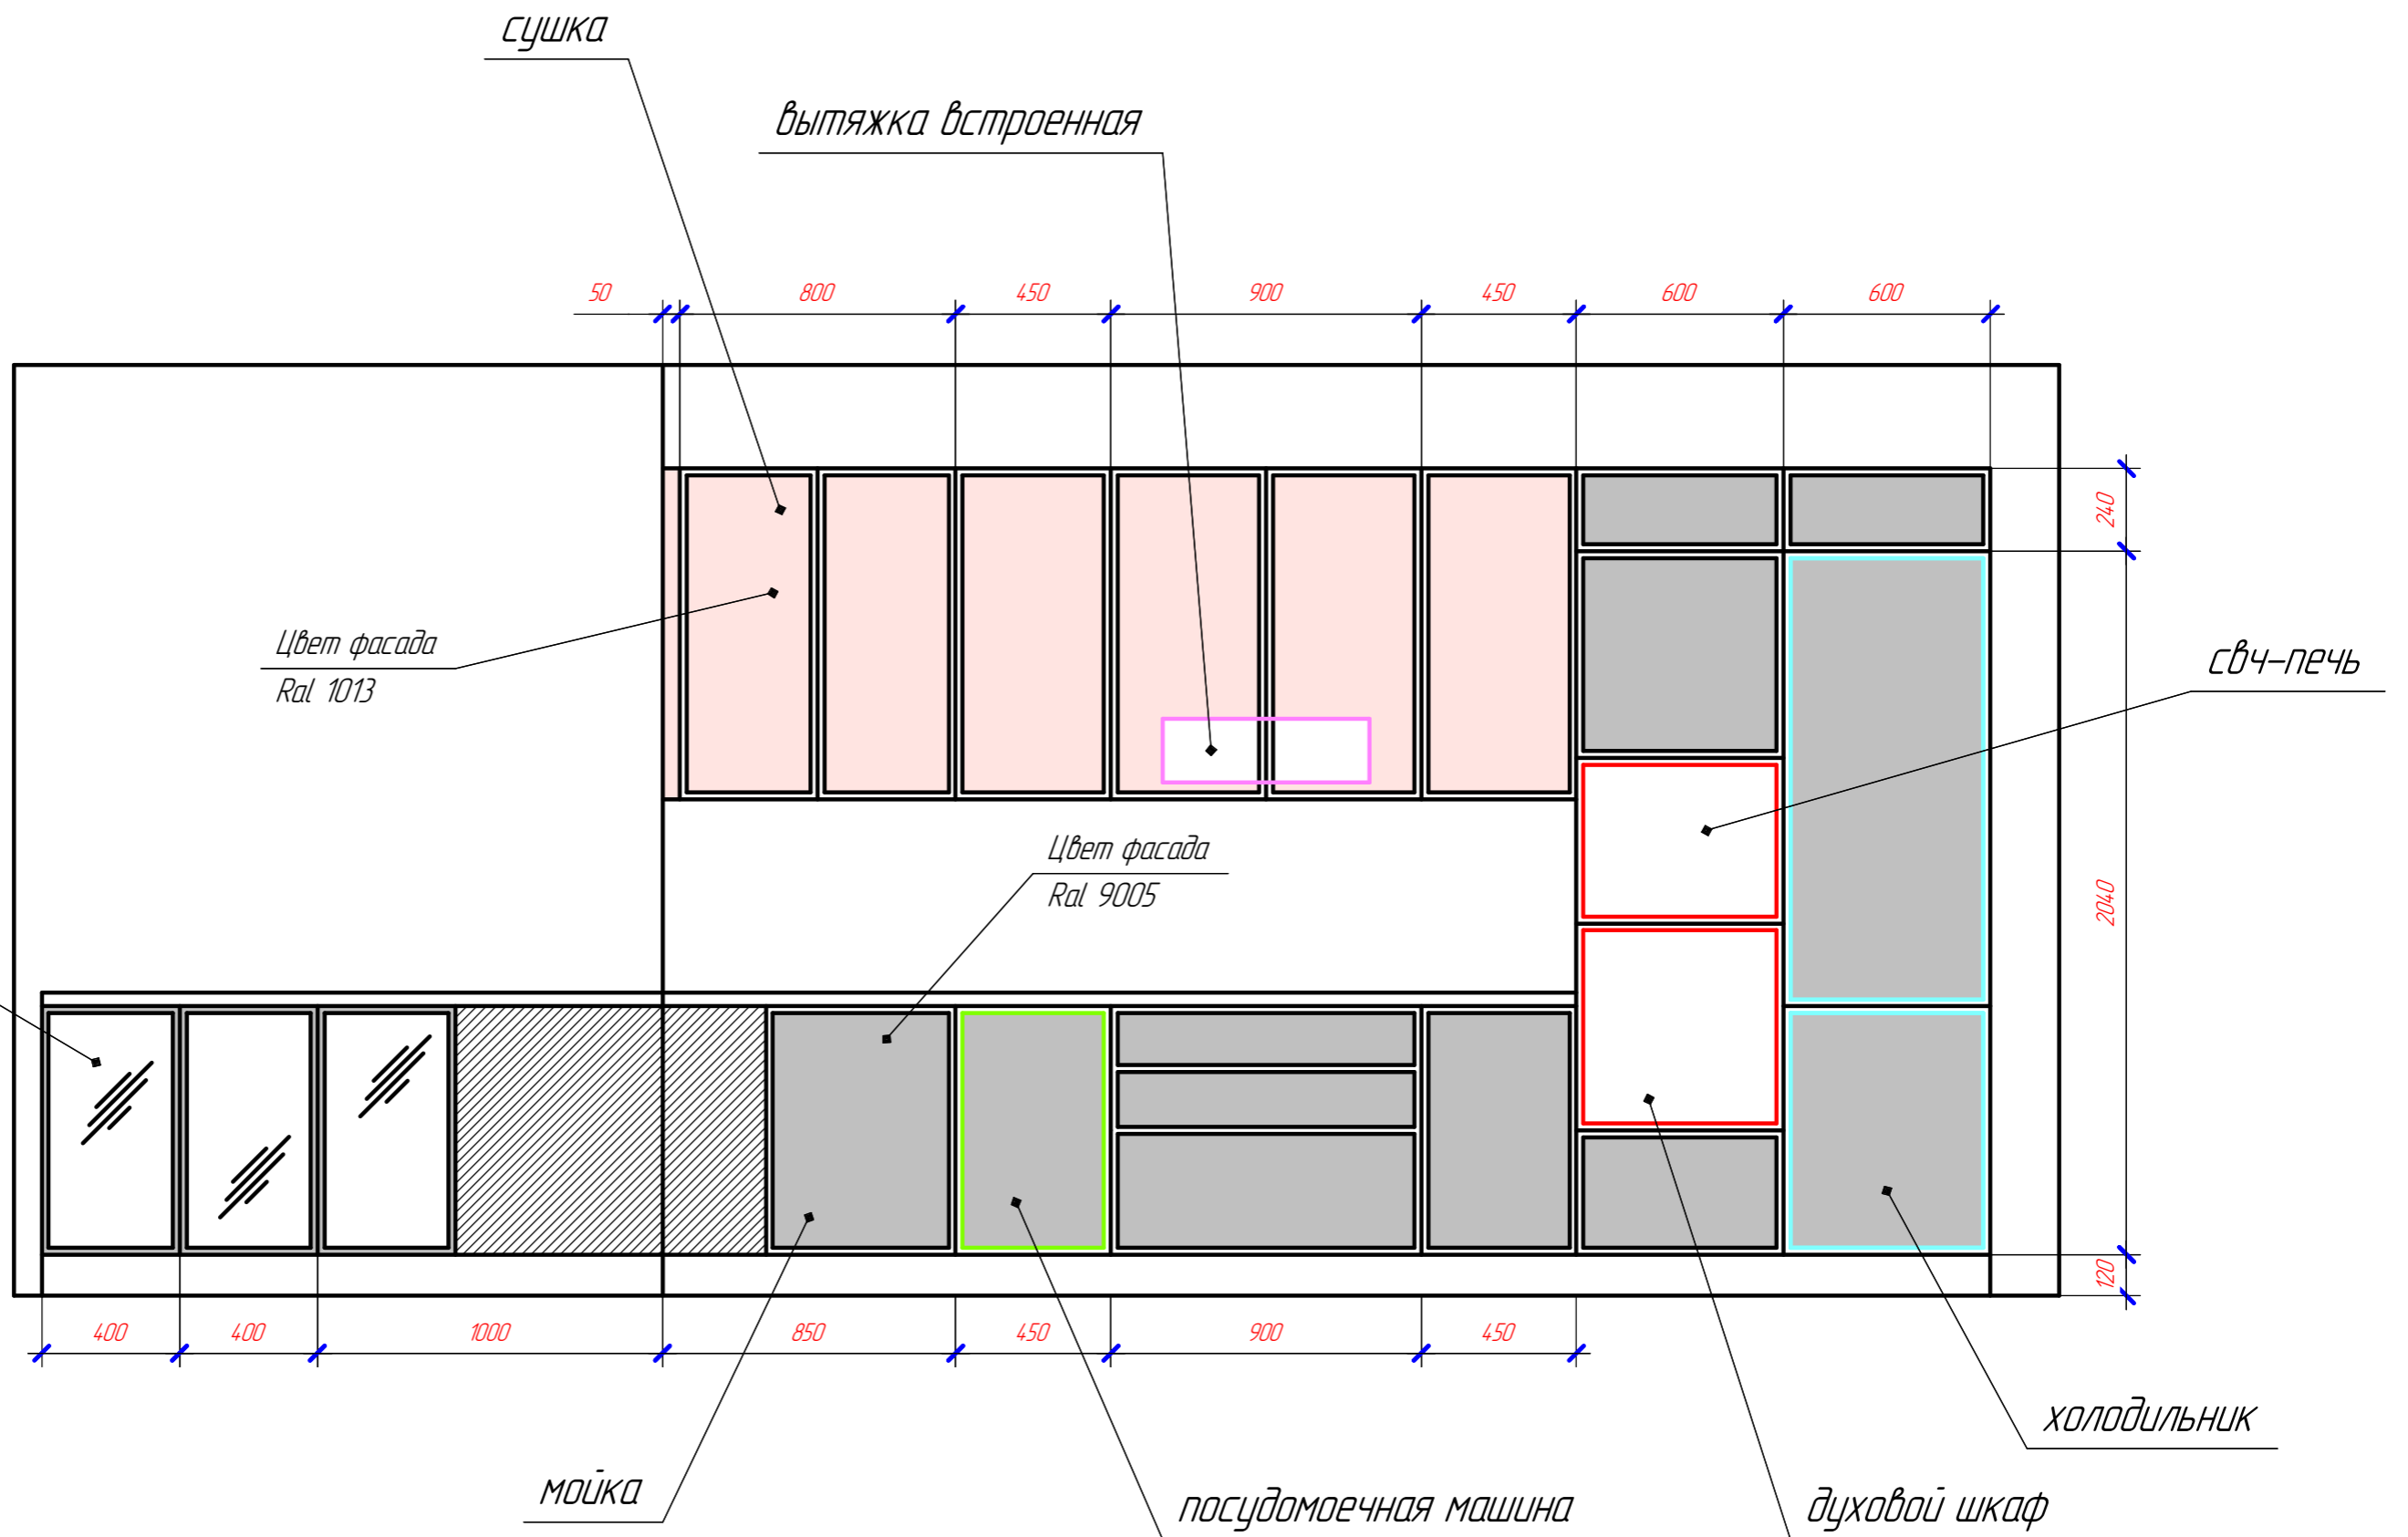 сушка
вытяжка встроенная
50 800 450 900 450 600 600
240
Цвет фасада
Ral 1013
свч-печь
Цвет фасада
Ral 9005
2040
120
400 400 1000 850 450 900 450
холодильник
мойка
посудомоечная машина
духовой шкаф